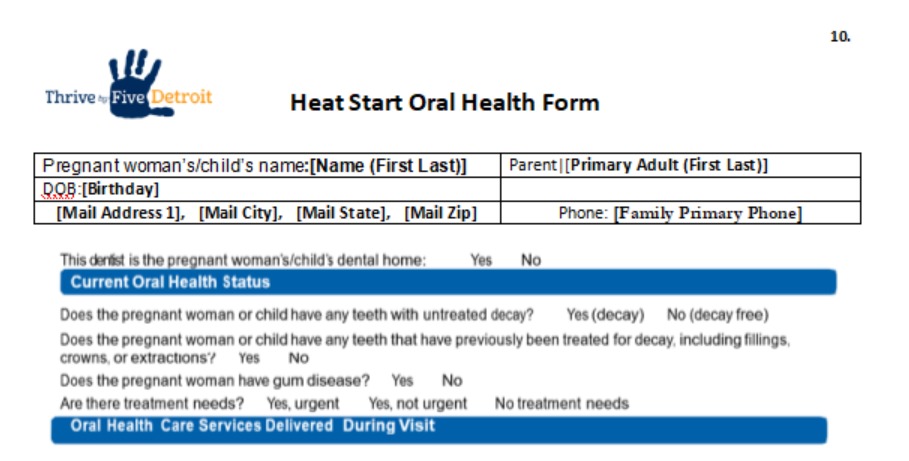 10.
Thrive by Five Detroit
Heat Start Oral Health Form
Pregnant woman's/child's name:[Name (First Last)] Parent|[Primary Adult (First Last)]
DOB:[Birthday]
[Mail Address 1], [Mail City], [Mail State], [Mail Zip] Phone: [Family Primary Phone]
This dentist is the pregnant woman's/child's dental home: Yes No
Current Oral Health Status
Does the pregnant woman or child have any teeth with untreated decay? Yes (decay) No (decay free)
Does the pregnant woman or child have any teeth that have previously been treated for decay, including fillings,
crowns, or extractions? Yes No
Does the pregnant woman have gum disease? Yes No
Are there treatment needs? Yes, urgent Yes, not urgent No treatment needs
Oral Health Care Services Delivered During Visit